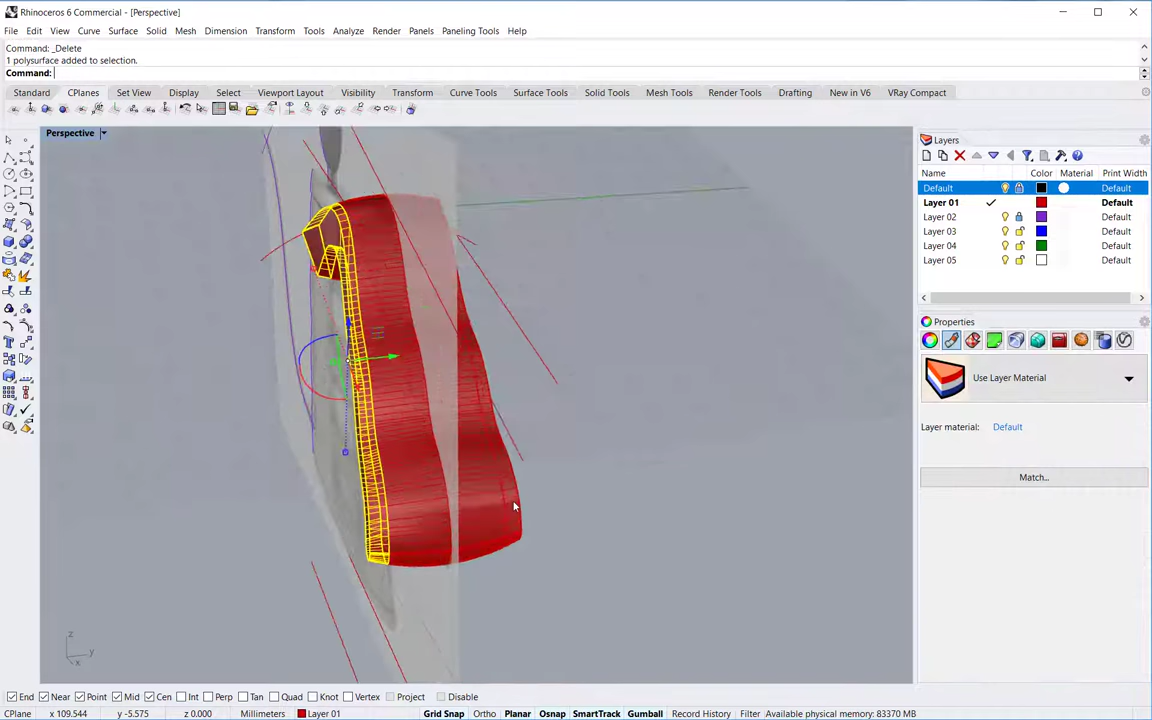 Rhinoceros 6 Commercial - [Perspective]
File Edit View Curve Surface Solid Mesh Dimension Transform Tools Analyze Render Panels Paneling Tools Help
Command: _Delete
1 polysurface added to selection.
Command:
Standard CPlanes Set View Display Select Viewport Layout Visibility Transform Curve Tools Surface Tools Solid Tools Mesh Tools Render Tools Drafting New in V6 VRay Compact
Perspective
Layers
Name Color Material Print Width
Default Default
Layer 01 Default
Layer 02 Default
Layer 03 Default
Layer 04 Default
Layer 05 Default
Properties
Use Layer Material
Layer material: Default
Match...
z
y
x
End Near Point Mid Cen Int Perp Tan Quad Knot Vertex Project Disable
CPlane x 109.544 y -5.575 z 0.000 Millimeters Layer 01 Grid Snap Ortho Planar Osnap SmartTrack Gumball Record History Filter Available physical memory: 83370 MB